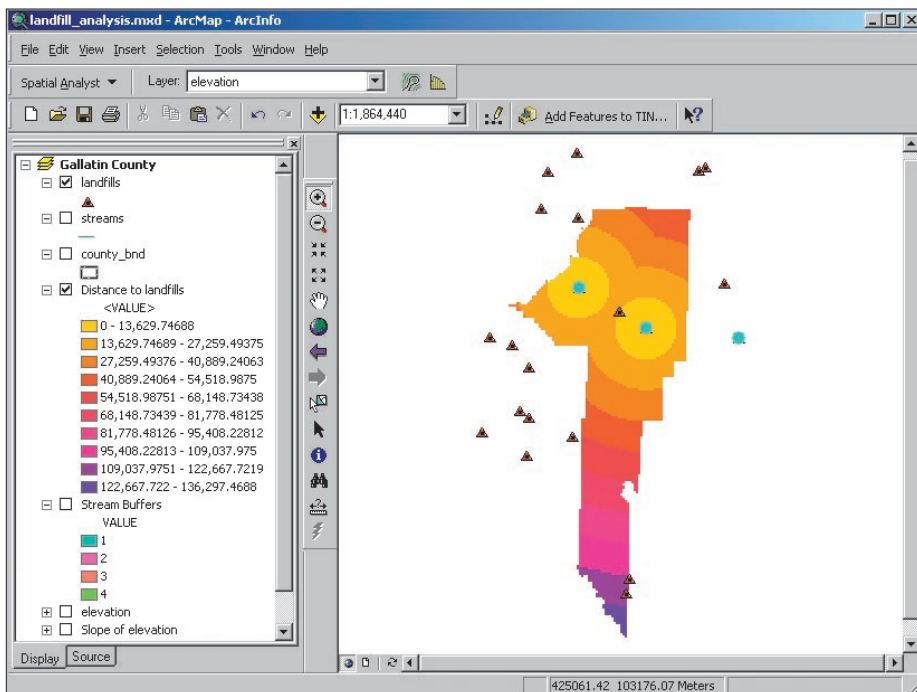 landfill_analysis.mxd - ArcMap - ArcInfo
File Edit View Insert Selection Tools Window Help
Spatial Analyst Layer: elevation
1:1,864,440 Add Features to TIN...
Gallatin County
landfills
streams
county_bnd
Distance to landfills
<VALUE>
0 - 13,629.74688
13,629.74689 - 27,259.49375
27,259.49376 - 40,889.24063
40,889.24064 - 54,518.9875
54,518.98751 - 68,148.73438
68,148.73439 - 81,778.48125
81,778.48126 - 95,408.22812
95,408.22813 - 109,037.975
109,037.9751 - 122,667.7219
122,667.722 - 136,297.4688
Stream Buffers
VALUE
1
2
3
4
elevation
Slope of elevation
Display Source
425061.42 103176.07 Meters